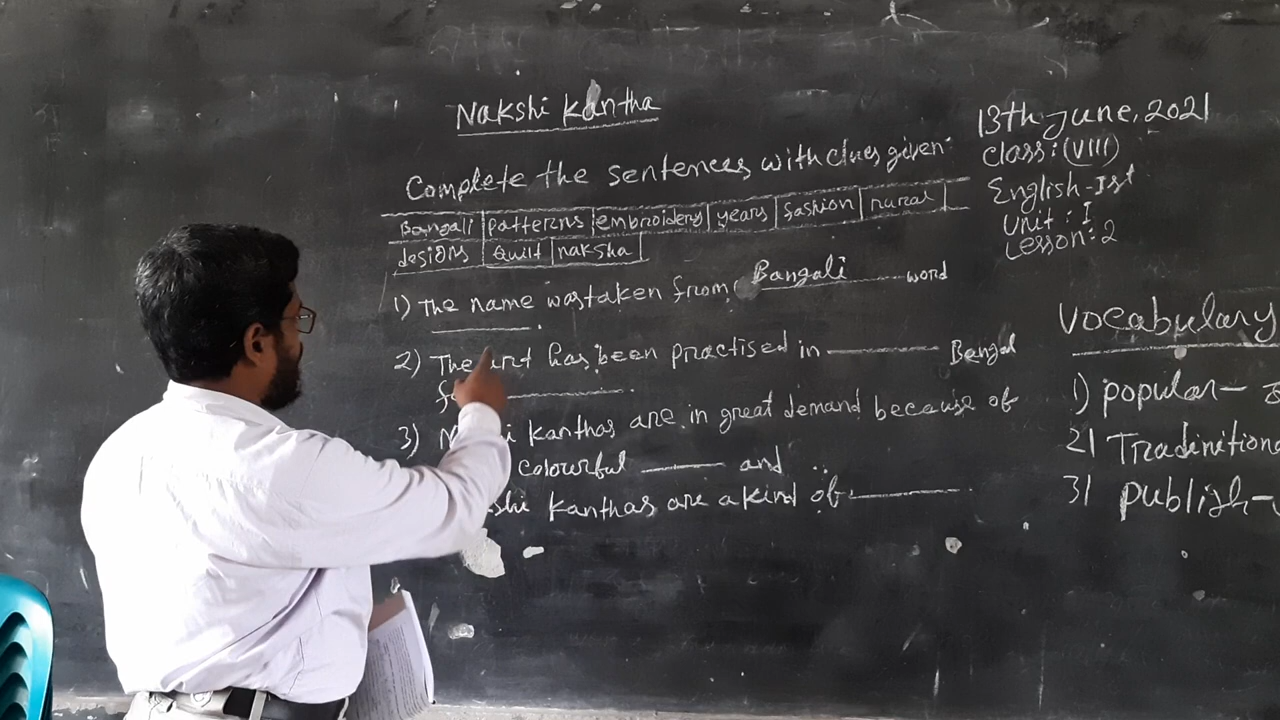 Nakshi Kantha
13th June, 2021
Class: (VIII)
English-Ist
Unit: I
Lesson: 2
Complete the sentences with clues given:
Bangali patterns embroidery years fashion rural
designs Quilt naksha
1) The name was taken from Bangali word
.
2) The art has been practised in Bengal
.
3) Kanthas are in great demand because of
colourful and
Kanthas are a kind of .
Vocabulary
1) popular-
2)
3) publish-